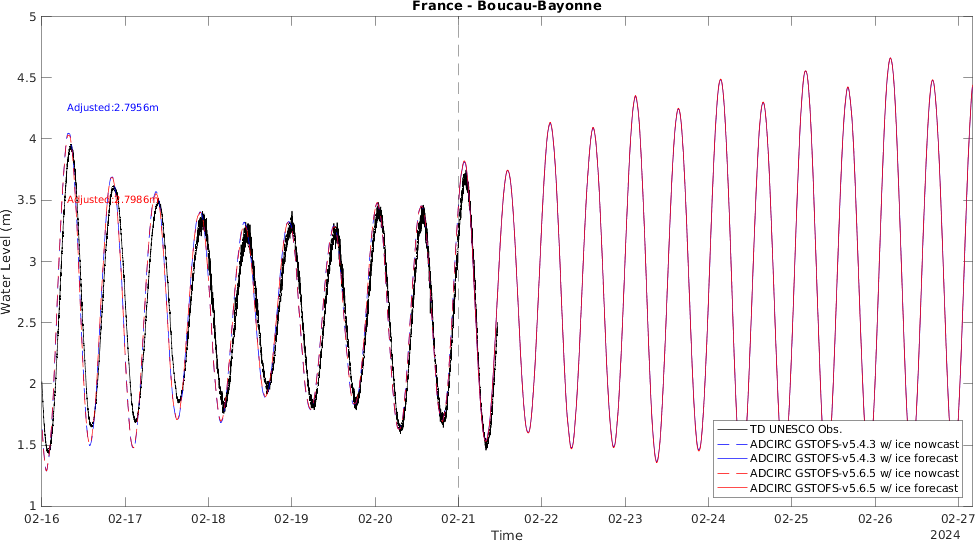 France - Boucau-Bayonne
5
4.5
4
3.5
3
2.5
2
1.5
1
Water Level (m)
Adjusted:2.7956m
Adjusted:2.7986m
TD UNESCO Obs.
ADCIRC GSTOFS-v5.4.3 w/ ice nowcast
ADCIRC GSTOFS-v5.4.3 w/ ice forecast
ADCIRC GSTOFS-v5.6.5 w/ ice nowcast
ADCIRC GSTOFS-v5.6.5 w/ ice forecast
02-16 02-17 02-18 02-19 02-20 02-21 02-22 02-23 02-24 02-25 02-26 02-27
Time
2024